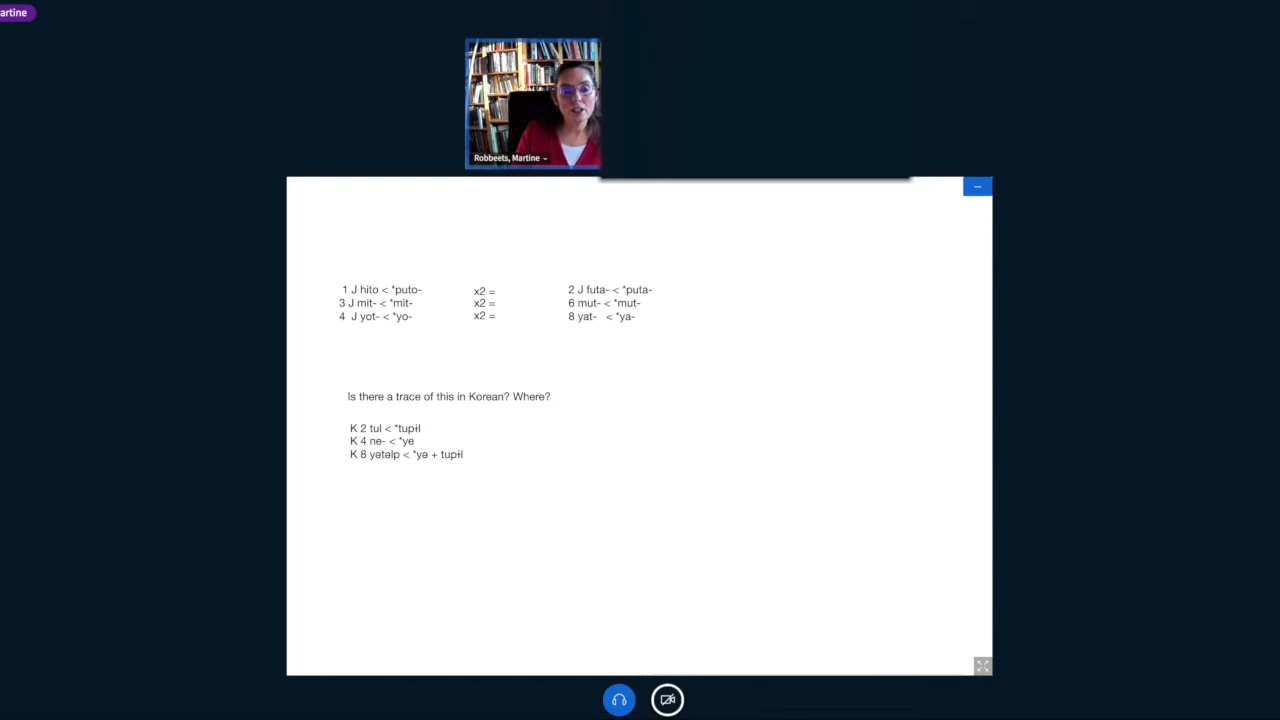 artine
Robbeets, Martine
1 J hito < *puto- x2 = 2 J futa- < *puta-
3 J mit- < *mit- x2 = 6 mut- < *mut-
4 J yot- < *yo- x2 = 8 yat- < *ya-
Is there a trace of this in Korean? Where?
K 2 tul < *tupɨl
K 4 ne- < *ye
K 8 yətəlp < *yə + tupɨl